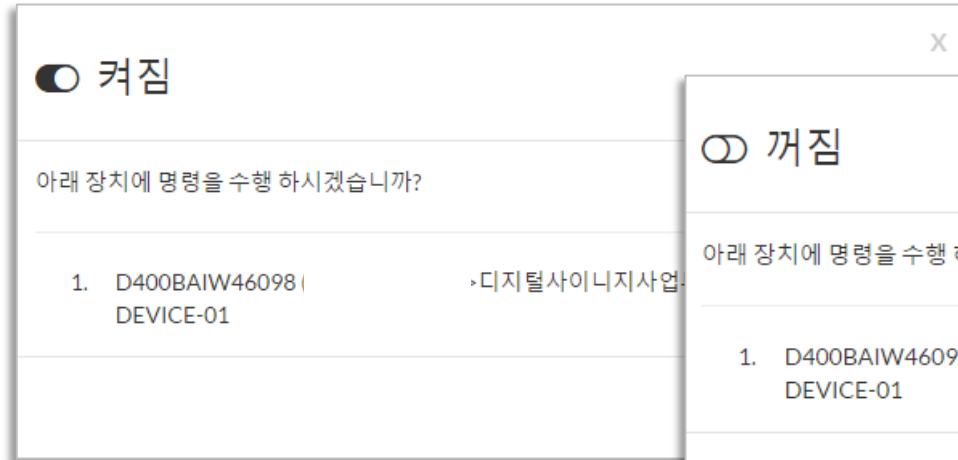 X
켜짐
아래 장치에 명령을 수행 하시겠습니까?
1. D400BAIW46098 ( >디지털사이니지사업
DEVICE-01
꺼짐
아래 장치에 명령을 수행
1. D400BAIW4609
DEVICE-01